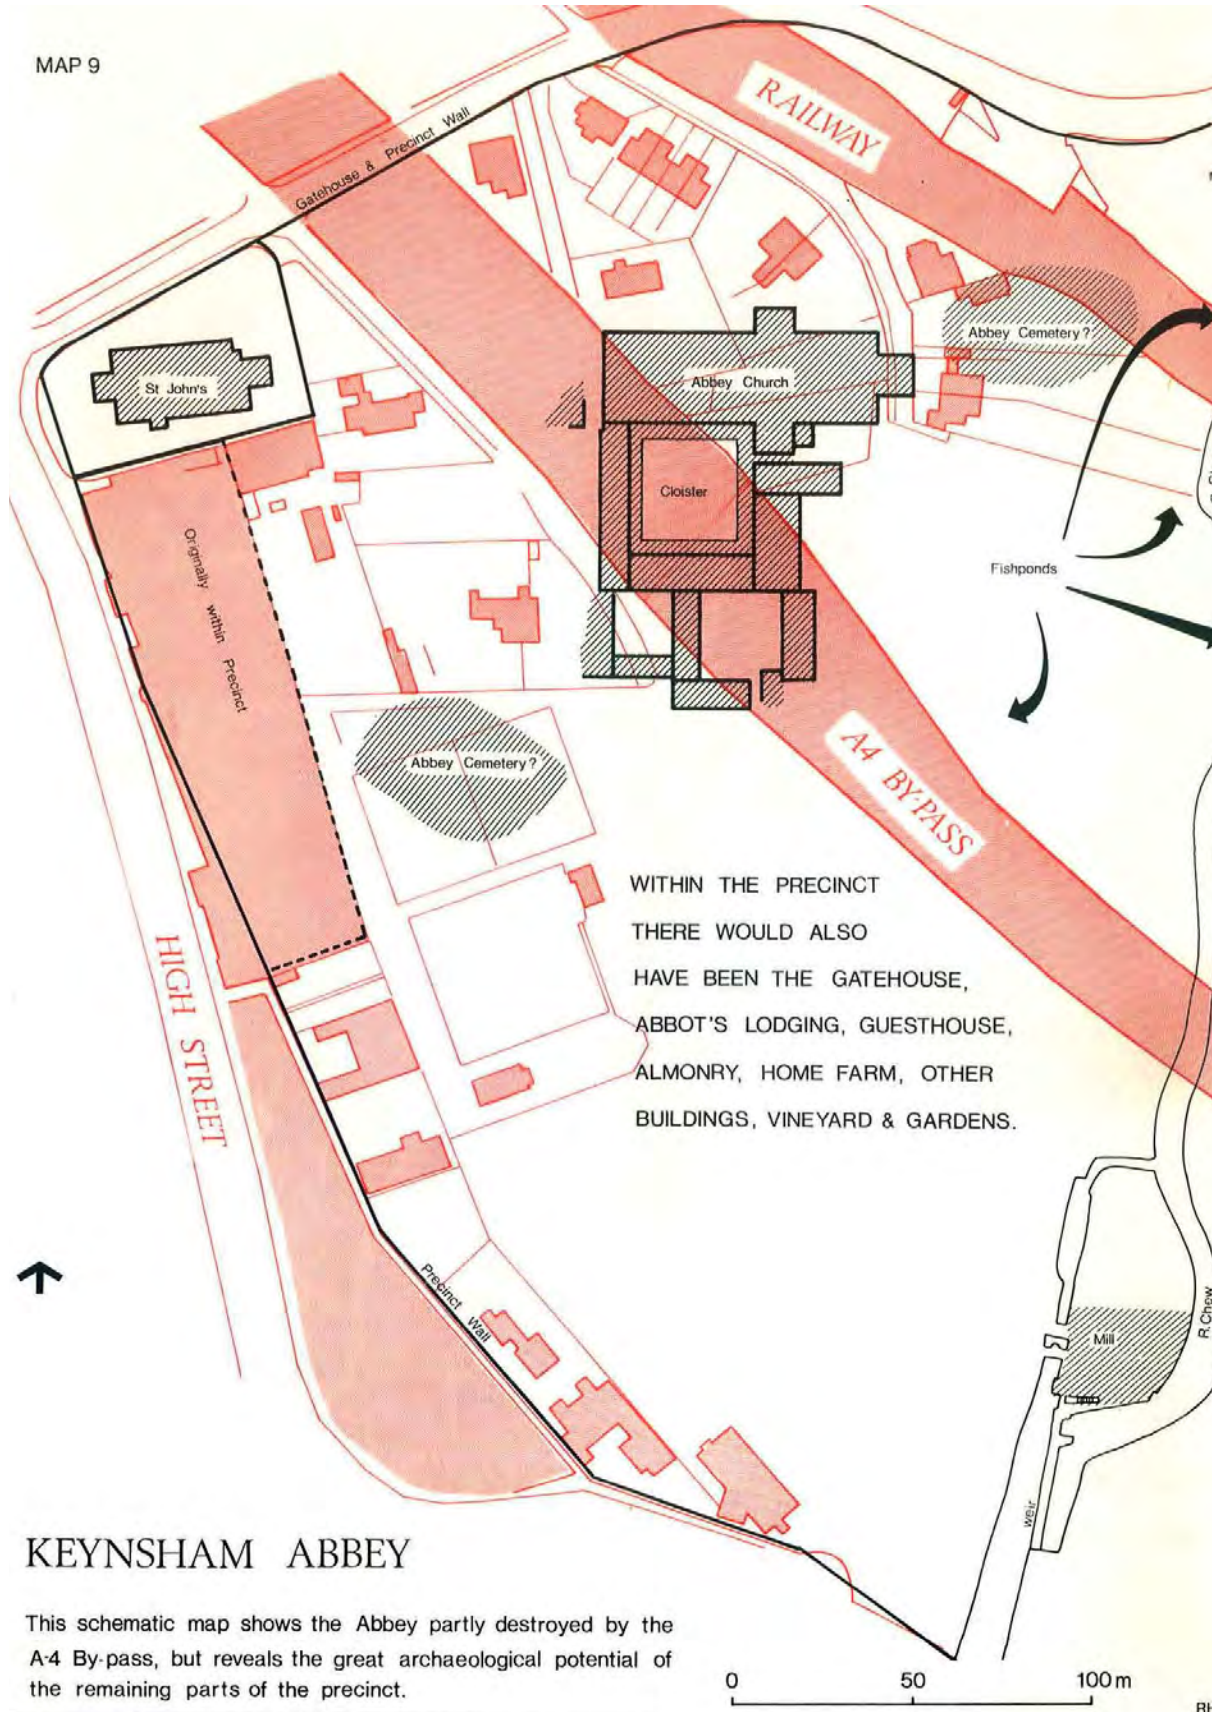 MAP 9
RAILWAY
Gatehouse & Precinct Wall
Abbey Cemetery?
St John's
Abbey Church
Cloister
Originally within Precinct
Fishponds
Abbey Cemetery?
A4 BY-PASS
WITHIN THE PRECINCT
THERE WOULD ALSO
HAVE BEEN THE GATEHOUSE,
ABBOT'S LODGING, GUESTHOUSE,
ALMONRY, HOME FARM, OTHER
BUILDINGS, VINEYARD & GARDENS.
HIGH STREET
Precinct Wall
R. Chew
Mill
weir
KEYNSHAM ABBEY
This schematic map shows the Abbey partly destroyed by the
A-4 By-pass, but reveals the great archaeological potential of
the remaining parts of the precinct.
0 50 100 m